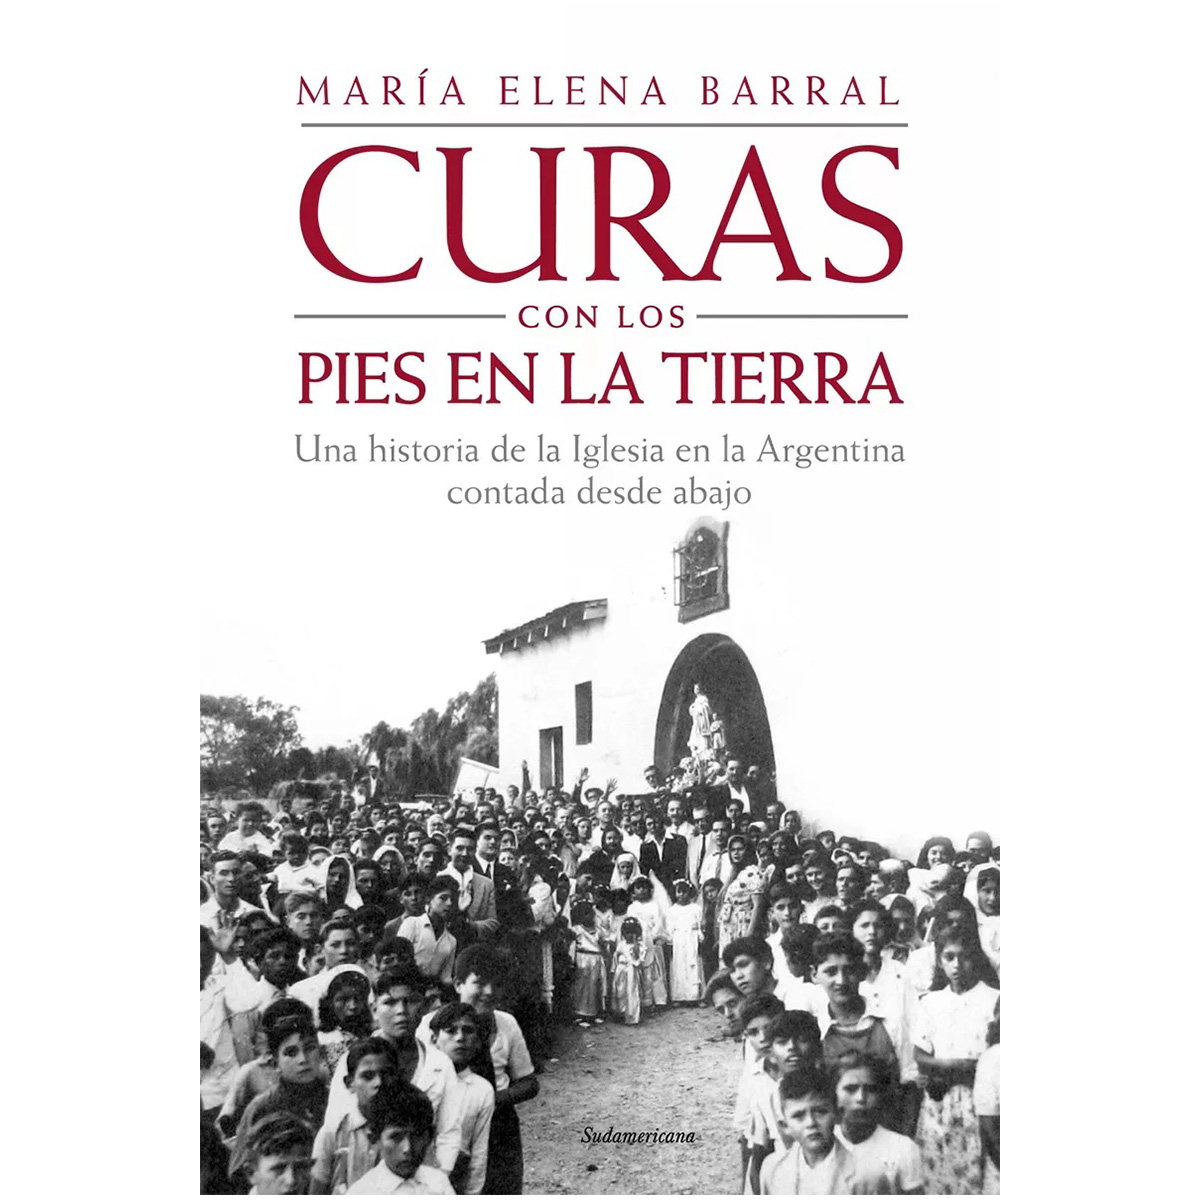 MARÍA ELENA BARRAL
CURAS
CON LOS
PIES EN LA TIERRA
Una historia de la Iglesia en la Argentina
contada desde abajo
Sudamericana